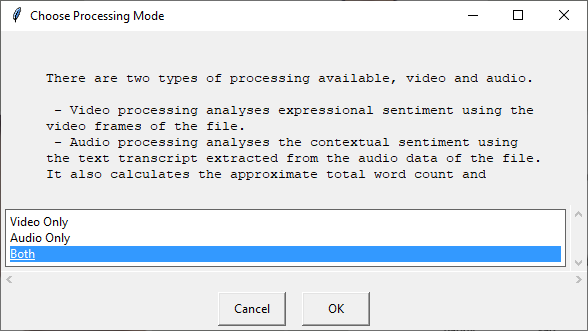 Choose Processing Mode
There are two types of processing available, video and audio.
- Video processing analyses expressional sentiment using the
video frames of the file.
- Audio processing analyses the contextual sentiment using
the text transcript extracted from the audio data of the file.
It also calculates the approximate total word count and
Video Only
Audio Only
Both
Cancel
OK